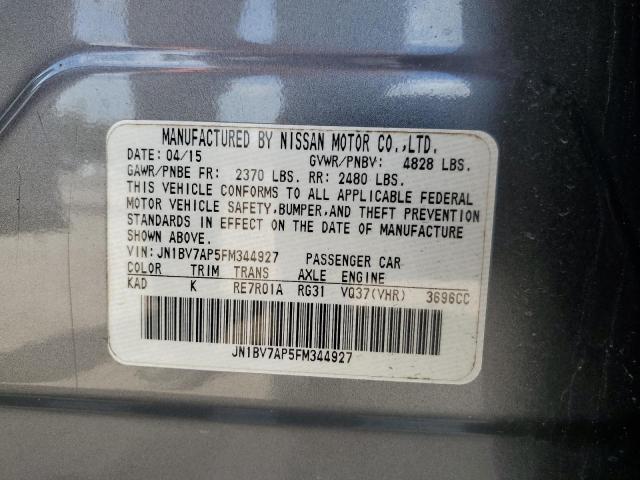 MANUFACTURED BY NISSAN MOTOR CO.,LTD.
DATE: 04/15 GVWR/PNBV: 4828 LBS.
GAWR/PNBE FR: 2370 LBS. RR: 2480 LBS.
THIS VEHICLE CONFORMS TO ALL APPLICABLE FEDERAL
MOTOR VEHICLE SAFETY,BUMPER,AND THEFT PREVENTION
STANDARDS IN EFFECT ON THE DATE OF MANUFACTURE
SHOWN ABOVE.
VIN:JN1BV7AP5FM344927 PASSENGER CAR
COLOR TRIM TRANS AXLE ENGINE
KAD K RE7R01A RG31 VQ37(VHR) 3696CC
JN1BV7AP5FM344927